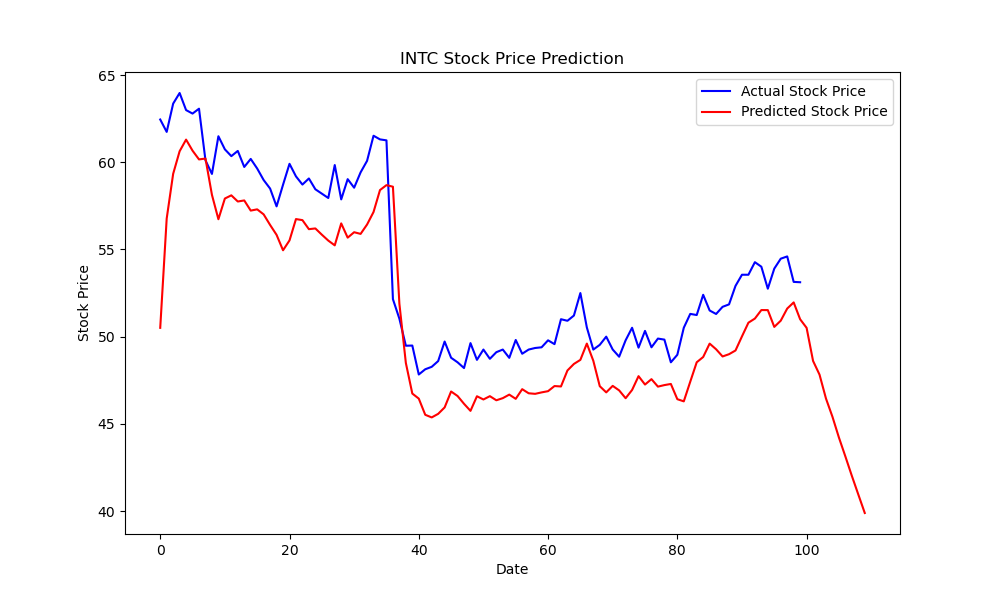 INTC Stock Price Prediction
Actual Stock Price
Predicted Stock Price
65
60
55
50
45
40
Stock Price
0 20 40 60 80 100
Date